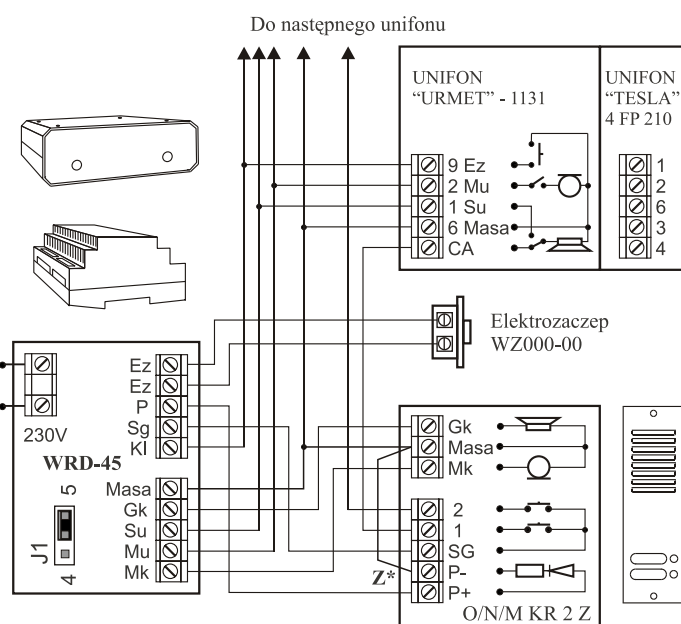 Do następnego unifonu
UNIFON
“URMET” - 1131
9 Ez
2 Mu
1 Su
6 Masa
CA
UNIFON
“TESLA”
4 FP 210
1
2
6
3
4
Elektrozaczep
WZ000-00
230V
WRD-45
Ez
Ez
P
Sg
Kl
Masa
Gk
Su
Mu
Mk
J1
5
4
Gk
Masa
Mk
2
1
SG
P-
P+
Z*
O/N/M KR 2 Z